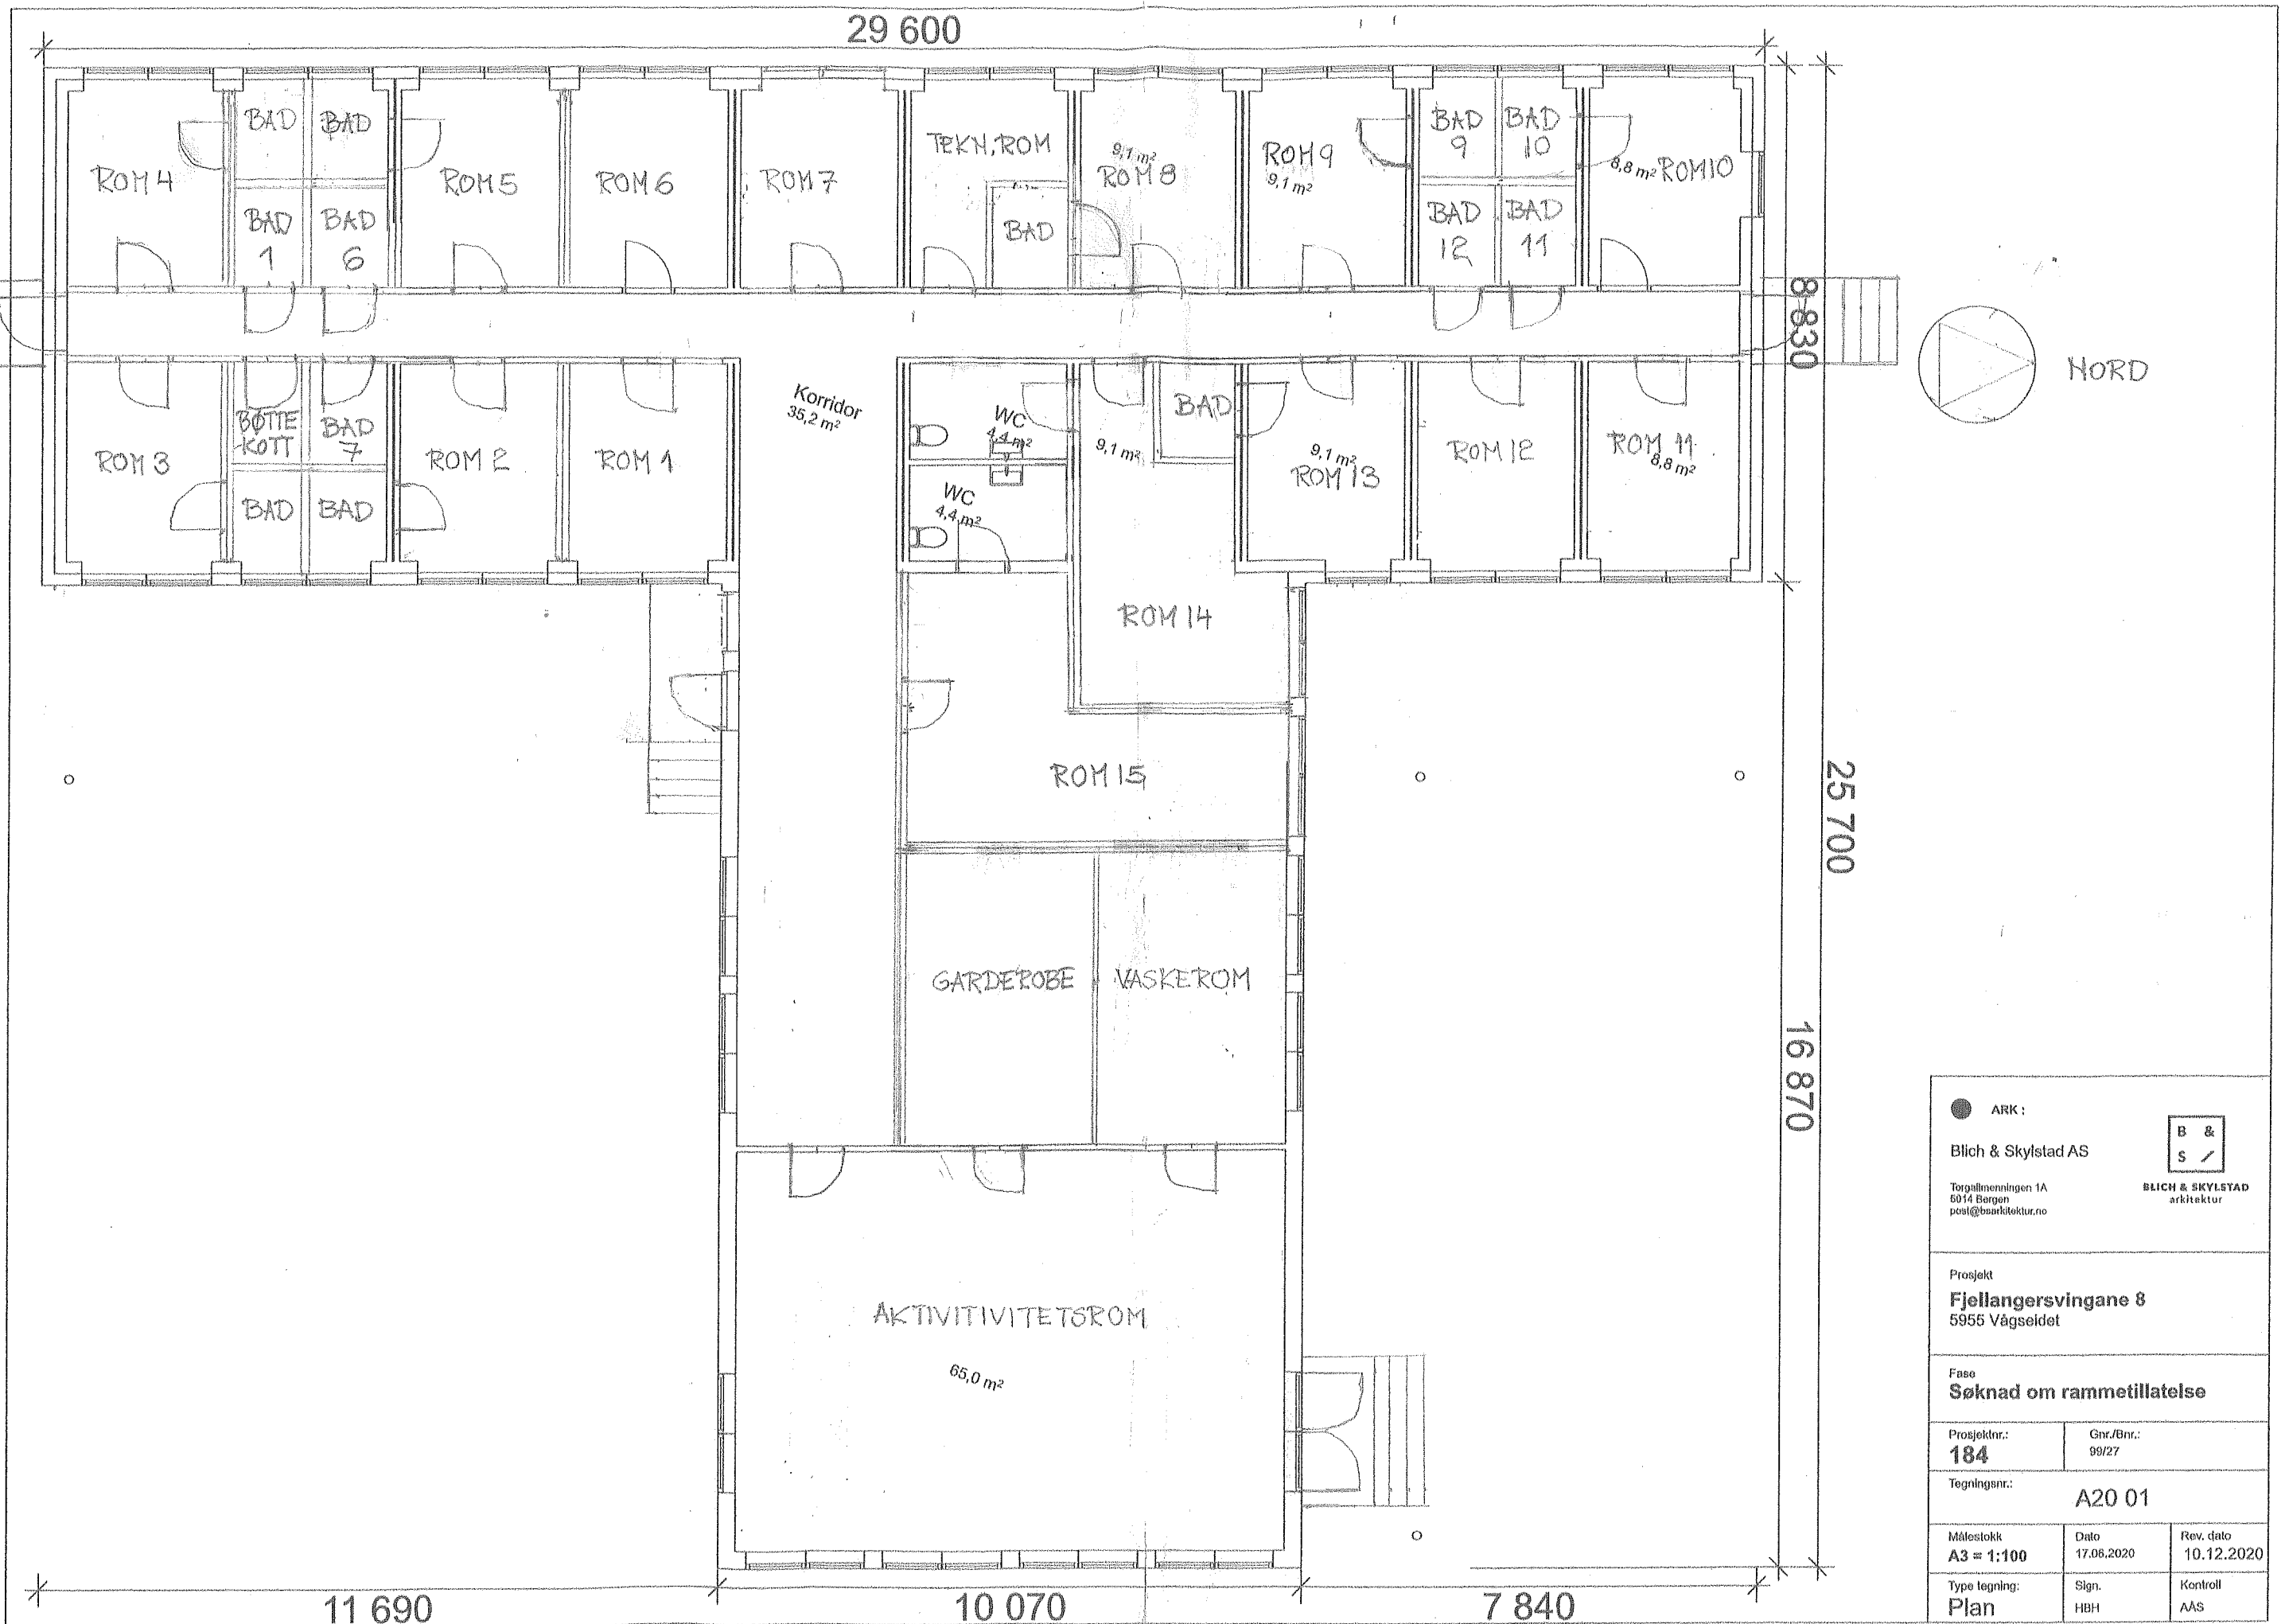 29 600
ROM 4
BAD
BAD
BAD
1
BAD
6
ROM 5
ROM 6
ROM 7
TEKN, ROM
BAD
9,1 m²
ROM 8
ROM 9
9,1 m²
BAD
9
BAD
10
BAD
12
BAD
11
8,8 m² ROM 10
8 830
NORD
ROM 3
BØTTE
KOTT
BAD
7
BAD
BAD
ROM 2
ROM 1
Korridor
35,2 m²
WC
4,4 m²
WC
4,4 m²
9,1 m²
BAD
9,1 m²
ROM 13
ROM 12
ROM 11
8,8 m²
ROM 14
ROM 15
25 700
GARDEROBE
VASKEROM
16 870
AKTIVITIVITETSROM
65,0 m²
11 690
10 070
7 840
ARK :
Blich & Skylstad AS
Torgallmenningen 1A
5014 Bergen
post@bsarkitektur.no
B &
S /
BLICH & SKYLSTAD
arkitektur
Prosjekt
Fjellangersvingane 8
5955 Vågseidet
Fase
Søknad om rammetillatelse
Prosjektnr.:
184
Gnr./Bnr.:
99/27
Tegningsnr.:
A20 01
Målestokk
A3 = 1:100
Dato
17.06.2020
Rev. dato
10.12.2020
Type tegning:
Plan
Sign.
HBH
Kontroll
AÅS